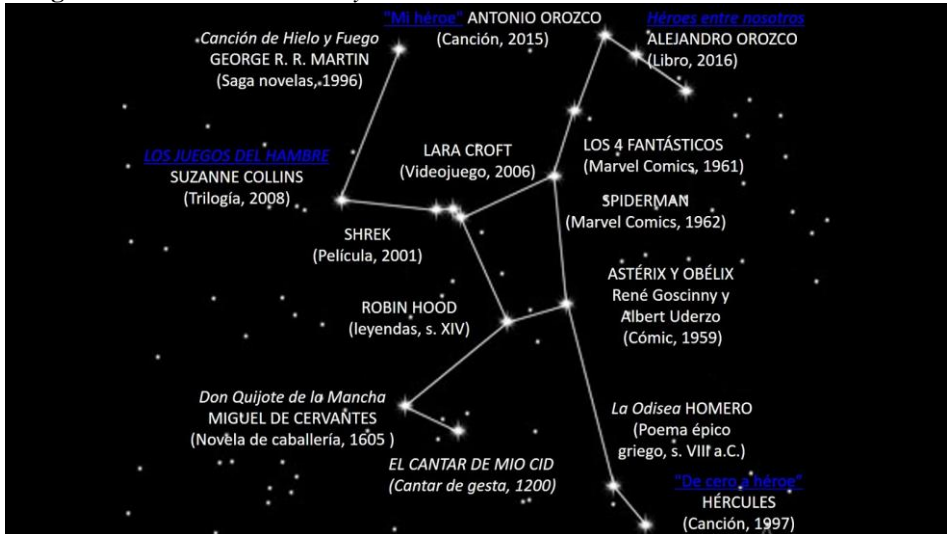 "Mi héroe" ANTONIO OROZCO
(Canción, 2015)
Héroes entre nosotros
ALEJANDRO OROZCO
(Libro, 2016)
Canción de Hielo y Fuego
GEORGE R. R. MARTIN
(Saga novelas, 1996)
LOS JUEGOS DEL HAMBRE
SUZANNE COLLINS
(Trilogía, 2008)
LARA CROFT
(Videojuego, 2006)
LOS 4 FANTÁSTICOS
(Marvel Comics, 1961)
SPIDERMAN
(Marvel Comics, 1962)
SHREK
(Película, 2001)
ASTÉRIX Y OBÉLIX
René Goscinny y
Albert Uderzo
(Cómic, 1959)
ROBIN HOOD
(leyendas, s. XIV)
Don Quijote de la Mancha
MIGUEL DE CERVANTES
(Novela de caballería, 1605 )
La Odisea HOMERO
(Poema épico
griego, s. VIII a.C.)
EL CANTAR DE MIO CID
(Cantar de gesta, 1200)
"De cero a héroe"
HÉRCULES
(Canción, 1997)